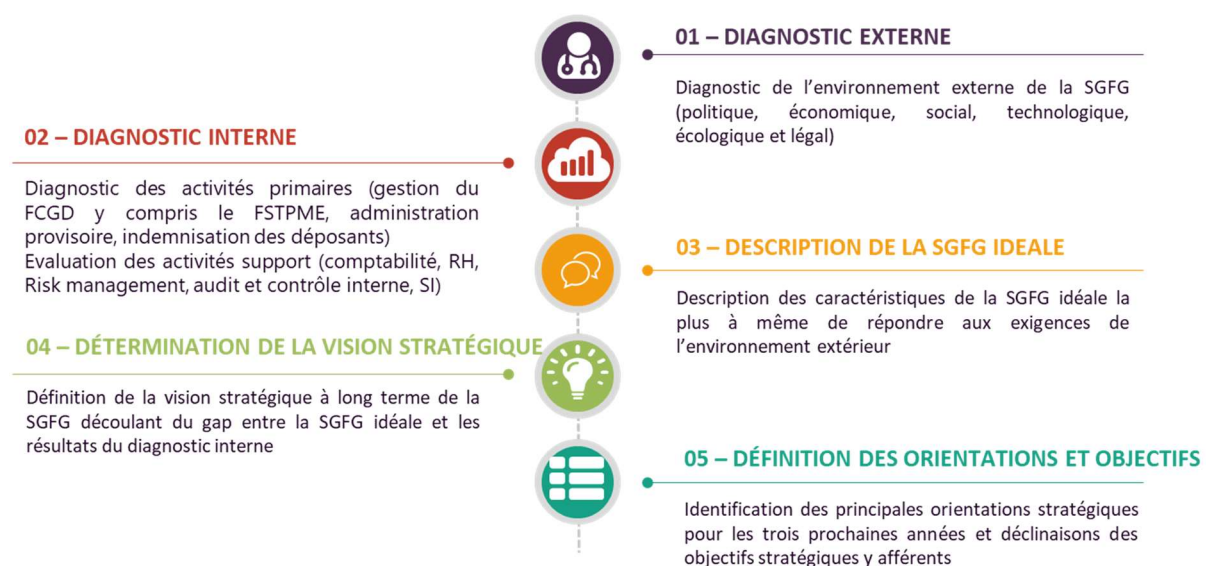 01 – DIAGNOSTIC EXTERNE
Diagnostic de l’environnement externe de la SGFG
(politique, économique, social, technologique,
écologique et légal)
02 – DIAGNOSTIC INTERNE
Diagnostic des activités primaires (gestion du
FCGD y compris le FSTPME, administration
provisoire, indemnisation des déposants)
Evaluation des activités support (comptabilité, RH,
Risk management, audit et contrôle interne, SI)
03 – DESCRIPTION DE LA SGFG IDEALE
Description des caractéristiques de la SGFG idéale la
plus à même de répondre aux exigences de
l’environnement extérieur
04 – DÉTERMINATION DE LA VISION STRATÉGIQUE
Définition de la vision stratégique à long terme de la
SGFG découlant du gap entre la SGFG idéale et les
résultats du diagnostic interne
05 – DÉFINITION DES ORIENTATIONS ET OBJECTIFS
Identification des principales orientations stratégiques
pour les trois prochaines années et déclinaisons des
objectifs stratégiques y afférents